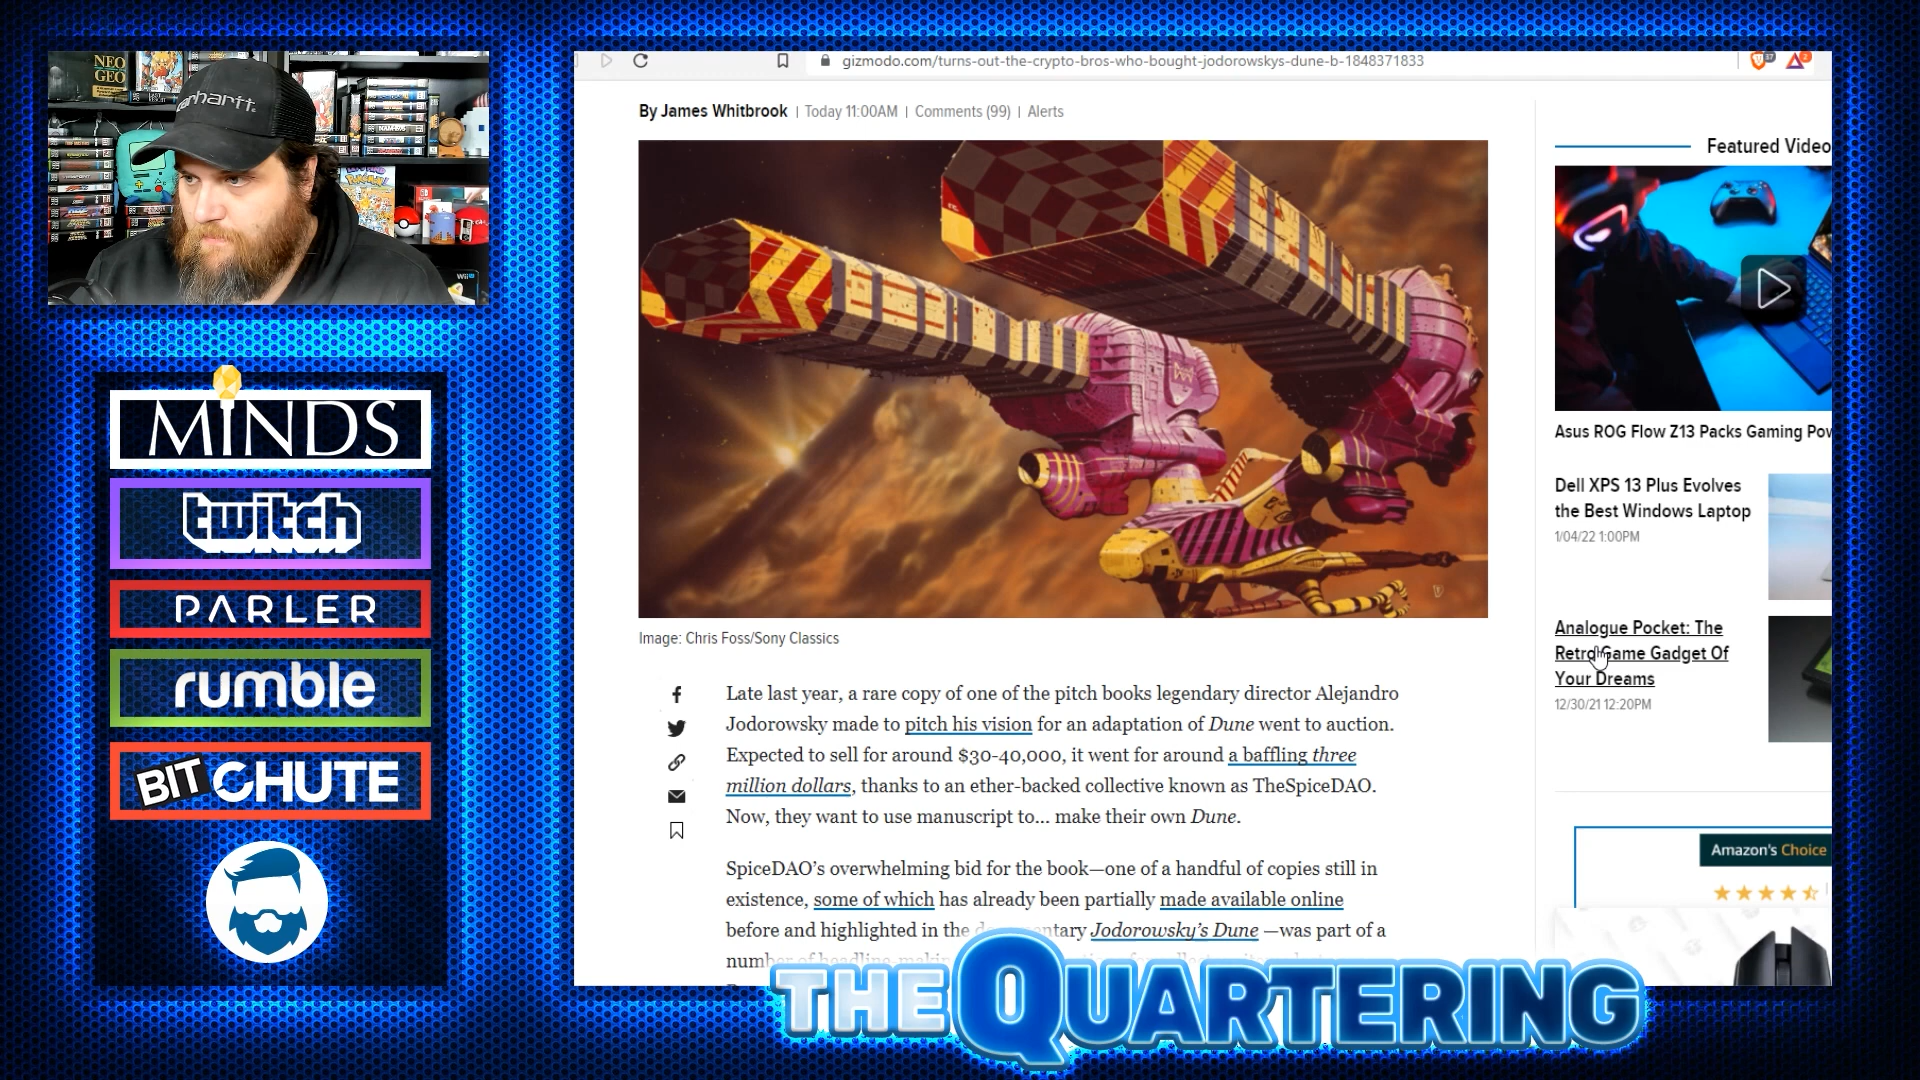 NEO
GEO
carhartt
Wii U
MINDS
twitch
PARLER
rumble
BITCHUTE
gizmodo.com/turns-out-the-crypto-bros-who-bought-jodorowskys-dune-b-1848371833
By James Whitbrook | Today 11:00AM | Comments (99) | Alerts
Image: Chris Foss/Sony Classics
Late last year, a rare copy of one of the pitch books legendary director Alejandro
Jodorowsky made to pitch his vision for an adaptation of Dune went to auction.
Expected to sell for around $30-40,000, it went for around a baffling three
million dollars, thanks to an ether-backed collective known as TheSpiceDAO.
Now, they want to use manuscript to... make their own Dune.
SpiceDAO’s overwhelming bid for the book—one of a handful of copies still in
existence, some of which has already been partially made available online
before and highlighted in the documentary Jodorowsky’s Dune —was part of a
Featured Video
Asus ROG Flow Z13 Packs Gaming Pow
Dell XPS 13 Plus Evolves
the Best Windows Laptop
1/04/22 1:00PM
Analogue Pocket: The
Retro Game Gadget Of
Your Dreams
12/30/21 12:20PM
Amazon's Choice
THE QUARTERING